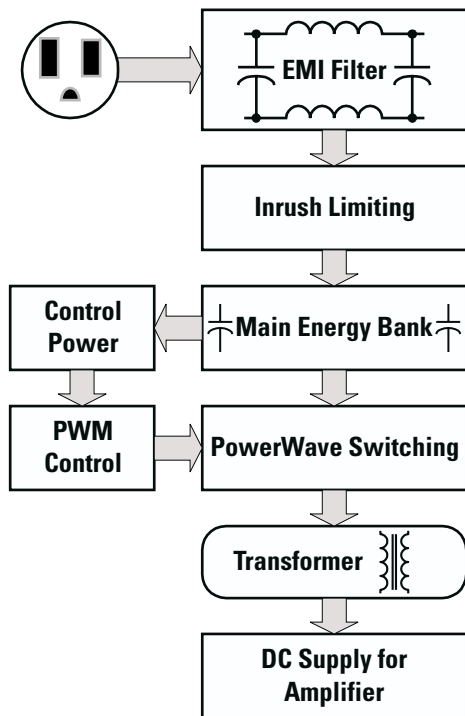 EMI Filter
Inrush Limiting
Main Energy Bank
Control
Power
PWM
Control
PowerWave Switching
Transformer
DC Supply for
Amplifier